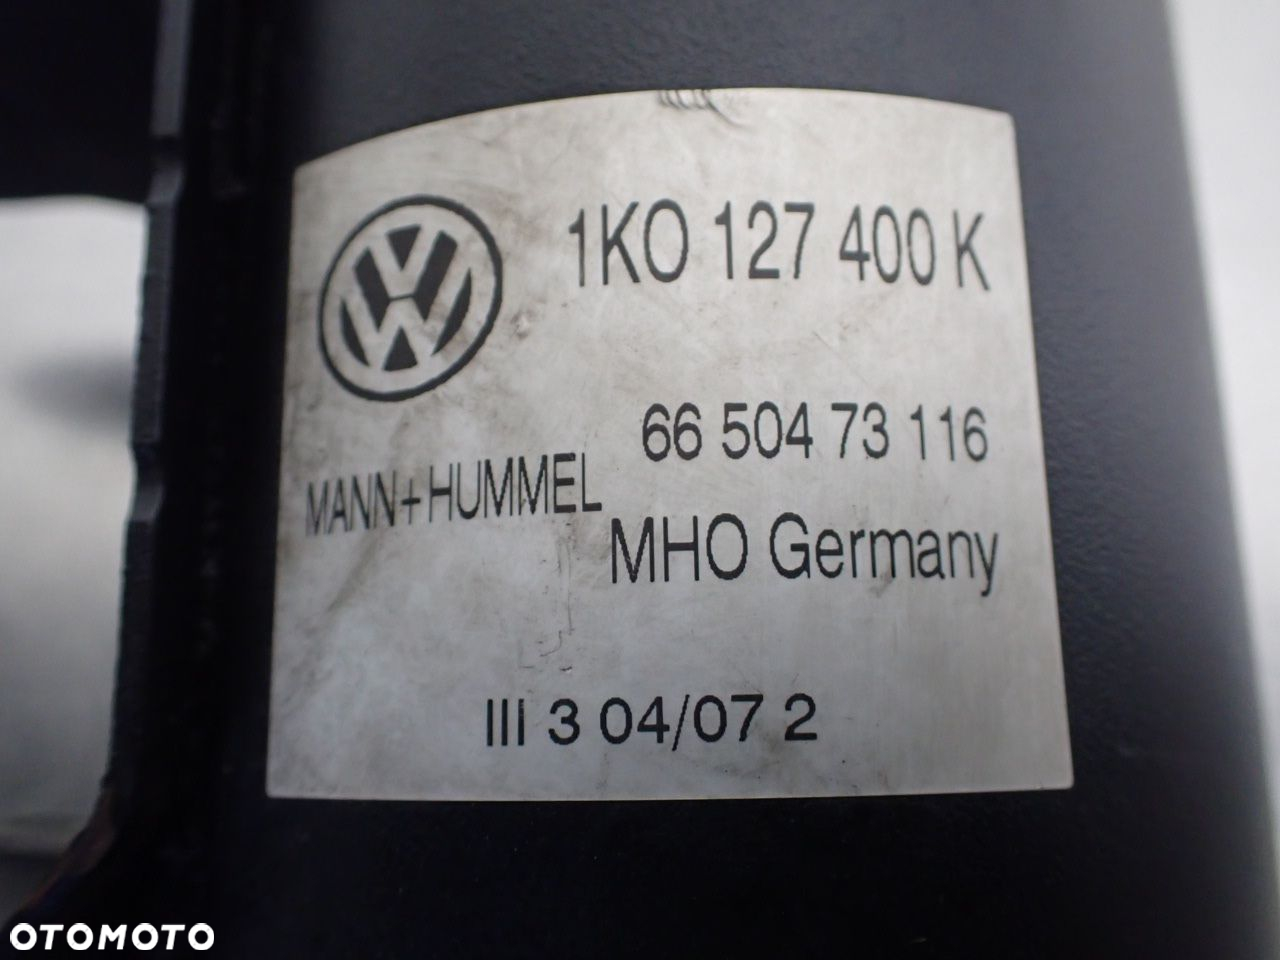 1K0 127 400 K
66 504 73 116
MANN+HUMMEL
MHO Germany
III 3 04/07 2
OTOMOTO